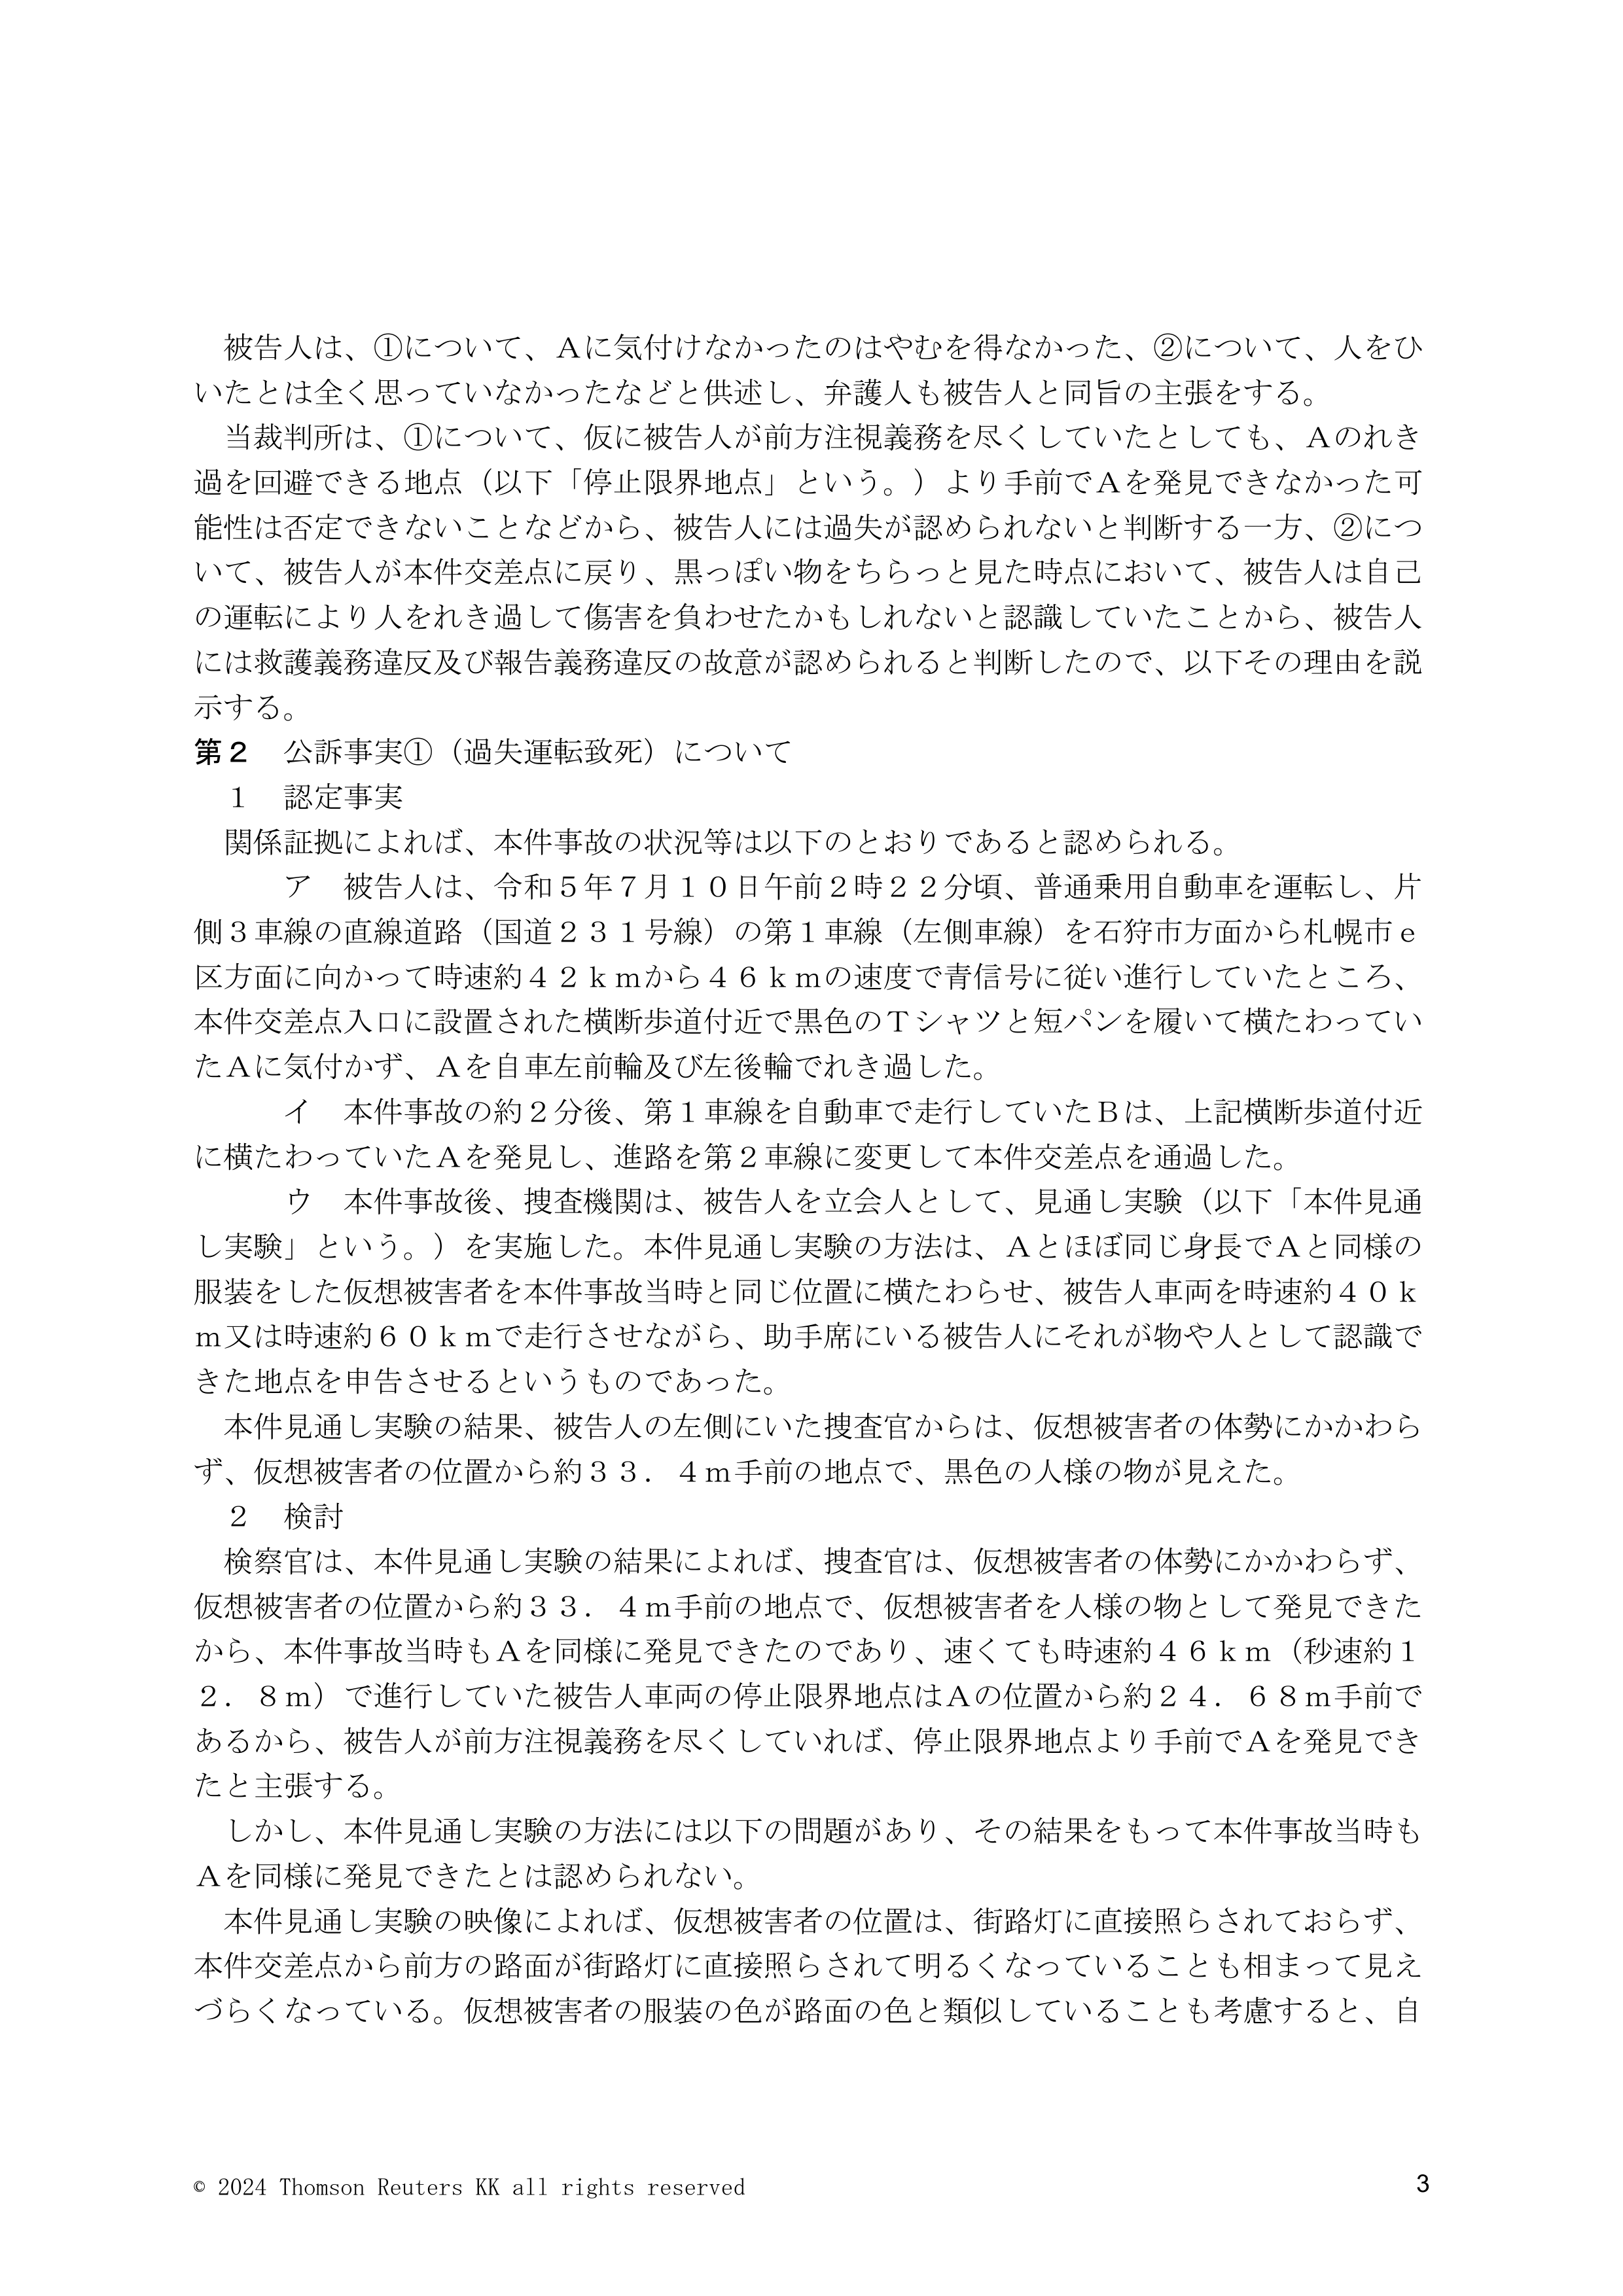 被告人は、①について、Ａに気付けなかったのはやむを得なかった、②について、人をひ
いたとは全く思っていなかったなどと供述し、弁護人も被告人と同旨の主張をする。
　当裁判所は、①について、仮に被告人が前方注視義務を尽くしていたとしても、Ａのれき
過を回避できる地点（以下「停止限界地点」という。）より手前でＡを発見できなかった可
能性は否定できないことなどから、被告人には過失が認められないと判断する一方、②につ
いて、被告人が本件交差点に戻り、黒っぽい物をちらっと見た時点において、被告人は自己
の運転により人をれき過して傷害を負わせたかもしれないと認識していたことから、被告人
には救護義務違反及び報告義務違反の故意が認められると判断したので、以下その理由を説
示する。
第２　公訴事実①（過失運転致死）について
　１　認定事実
　関係証拠によれば、本件事故の状況等は以下のとおりであると認められる。
　　　ア　被告人は、令和５年７月１０日午前２時２２分頃、普通乗用自動車を運転し、片
側３車線の直線道路（国道２３１号線）の第１車線（左側車線）を石狩市方面から札幌市ｅ
区方面に向かって時速約４２ｋｍから４６ｋｍの速度で青信号に従い進行していたところ、
本件交差点入口に設置された横断歩道付近で黒色のＴシャツと短パンを履いて横たわってい
たＡに気付かず、Ａを自車左前輪及び左後輪でれき過した。
　　　イ　本件事故の約２分後、第１車線を自動車で走行していたＢは、上記横断歩道付近
に横たわっていたＡを発見し、進路を第２車線に変更して本件交差点を通過した。
　　　ウ　本件事故後、捜査機関は、被告人を立会人として、見通し実験（以下「本件見通
し実験」という。）を実施した。本件見通し実験の方法は、Ａとほぼ同じ身長でＡと同様の
服装をした仮想被害者を本件事故当時と同じ位置に横たわらせ、被告人車両を時速約４０ｋ
ｍ又は時速約６０ｋｍで走行させながら、助手席にいる被告人にそれが物や人として認識で
きた地点を申告させるというものであった。
　本件見通し実験の結果、被告人の左側にいた捜査官からは、仮想被害者の体勢にかかわら
ず、仮想被害者の位置から約３３．４ｍ手前の地点で、黒色の人様の物が見えた。
　２　検討
　検察官は、本件見通し実験の結果によれば、捜査官は、仮想被害者の体勢にかかわらず、
仮想被害者の位置から約３３．４ｍ手前の地点で、仮想被害者を人様の物として発見できた
から、本件事故当時もＡを同様に発見できたのであり、速くても時速約４６ｋｍ（秒速約１
２．８ｍ）で進行していた被告人車両の停止限界地点はＡの位置から約２４．６８ｍ手前で
あるから、被告人が前方注視義務を尽くしていれば、停止限界地点より手前でＡを発見でき
たと主張する。
　しかし、本件見通し実験の方法には以下の問題があり、その結果をもって本件事故当時も
Ａを同様に発見できたとは認められない。
　本件見通し実験の映像によれば、仮想被害者の位置は、街路灯に直接照らされておらず、
本件交差点から前方の路面が街路灯に直接照らされて明るくなっていることも相まって見え
づらくなっている。仮想被害者の服装の色が路面の色と類似していることも考慮すると、自
© 2024 Thomson Reuters KK all rights reserved
3